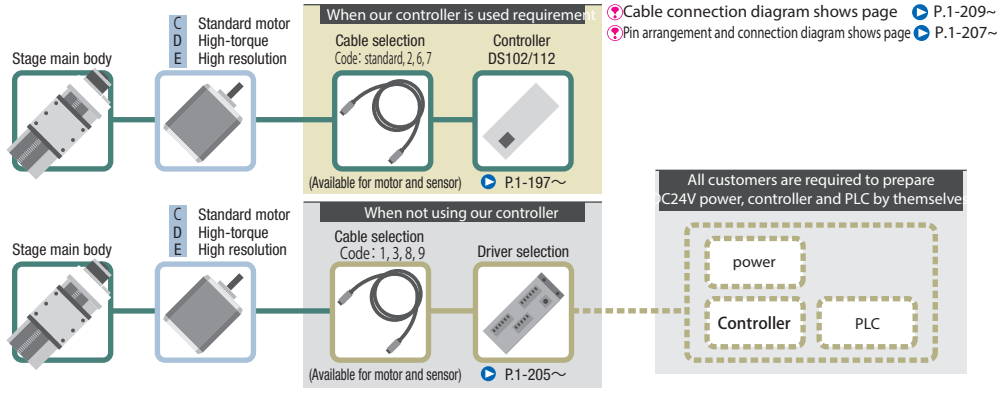 When our controller is used requirement
Cable connection diagram shows page P.1-209~
Pin arrangement and connection diagram shows page P.1-207~
C Standard motor
D High-torque
E High resolution
Stage main body
Cable selection
Code: standard, 2, 6, 7
Controller
DS102/112
(Available for motor and sensor)
P.1-197～
When not using our controller
C Standard motor
D High-torque
E High resolution
Stage main body
Cable selection
Code: 1, 3, 8, 9
Driver selection
(Available for motor and sensor)
P.1-205～
All customers are required to prepare
DC24V power, controller and PLC by themselve
power
Controller
PLC